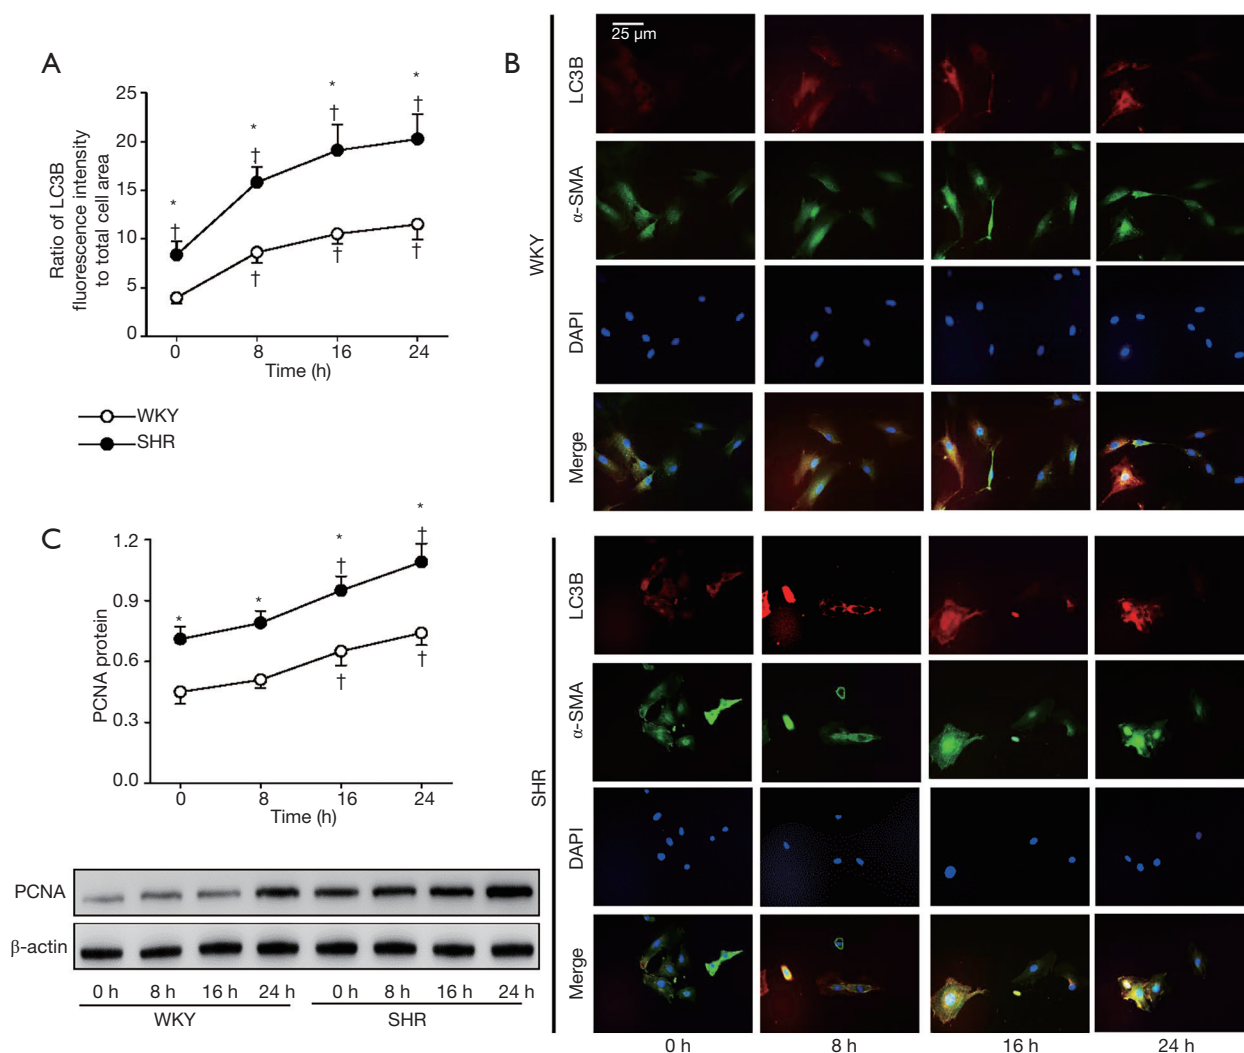 A
Ratio of LC3B
fluorescence intensity
to total cell area
25
20
15
10
5
0
* * * *
† † † †
† † †
0 8 16 24
Time (h)
WKY
SHR
B
25 µm
WKY
LC3B
α-SMA
DAPI
Merge
SHR
LC3B
α-SMA
DAPI
Merge
0 h 8 h 16 h 24 h
C
PCNA protein
1.2
0.9
0.6
0.3
0.0
* * * *
† †
† †
0 8 16 24
Time (h)
PCNA
β-actin
0 h 8 h 16 h 24 h 0 h 8 h 16 h 24 h
WKY SHR